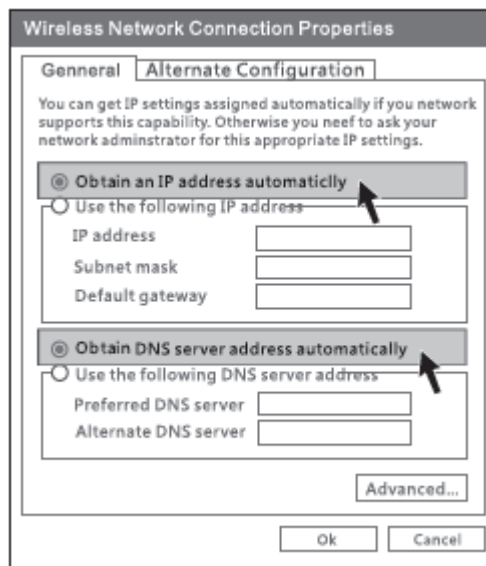 Wireless Network Connection Properties
Genneral
Alternate Configuration
You can get IP settings assigned automatically if you network
supports this capability. Otherwise you neef to ask your
network adminstrator for this appropriate IP settings.
Obtain an IP address automaticlly
Use the following IP address
IP address
Subnet mask
Default gateway
Obtain DNS server address automatically
Use the following DNS server address
Preferred DNS server
Alternate DNS server
Advanced...
Ok
Cancel